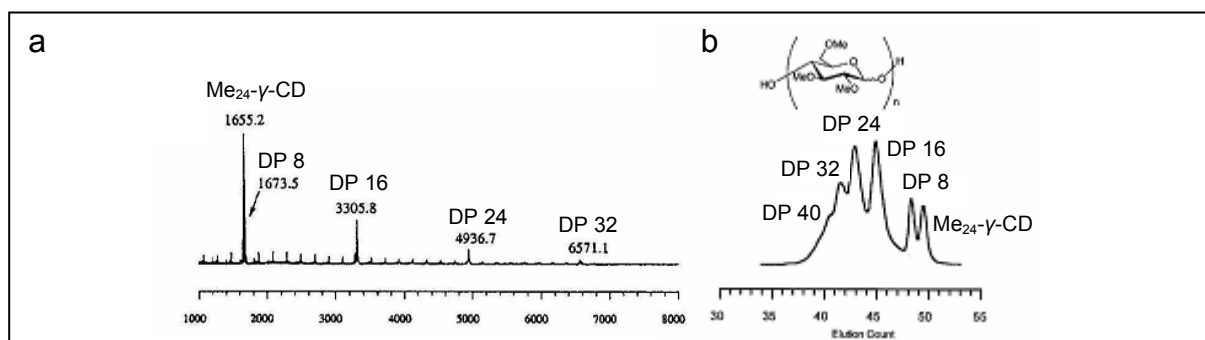 a
Me24-γ-CD
1655.2
DP 8
1673.5
DP 16
3305.8
DP 24
4936.7
DP 32
6571.1
1000 2000 3000 4000 5000 6000 7000 8000
b
OMe
O
H
HO
MeO
O
MeO
n
DP 24
DP 32
DP 16
DP 40
DP 8
Me24-γ-CD
30 35 40 45 50 55
Elution Count